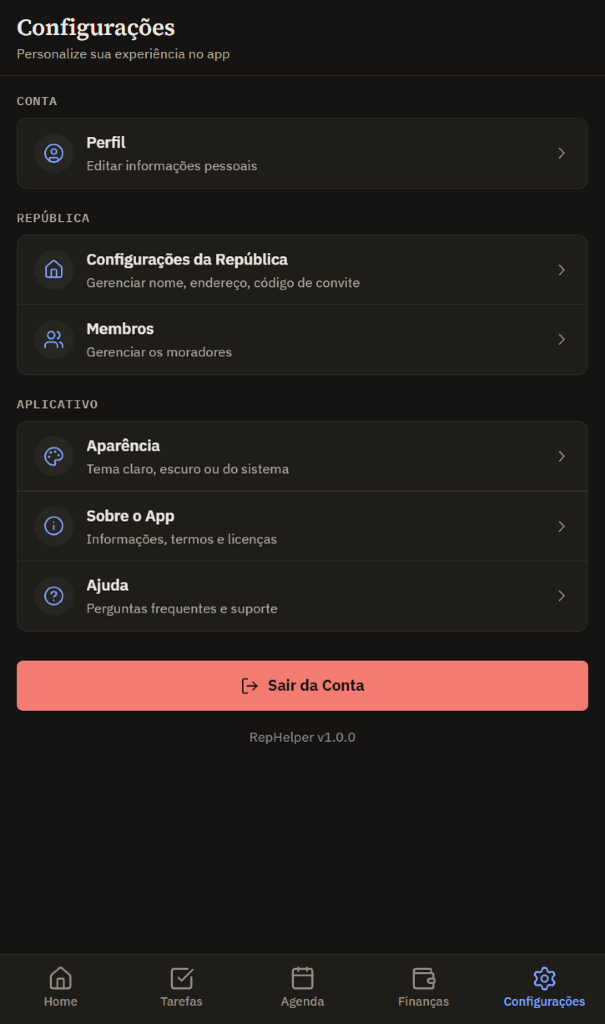 Configurações
Personalize sua experiência no app
CONTA
Perfil
Editar informações pessoais
REPÚBLICA
Configurações da República
Gerenciar nome, endereço, código de convite
Membros
Gerenciar os moradores
APLICATIVO
Aparência
Tema claro, escuro ou do sistema
Sobre o App
Informações, termos e licenças
Ajuda
Perguntas frequentes e suporte
Sair da Conta
RepHelper v1.0.0
Home
Tarefas
Agenda
Finanças
Configurações